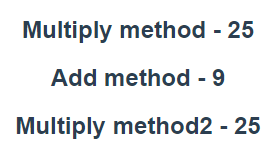 Multiply method - 25
Add method - 9
Multiply method2 - 25